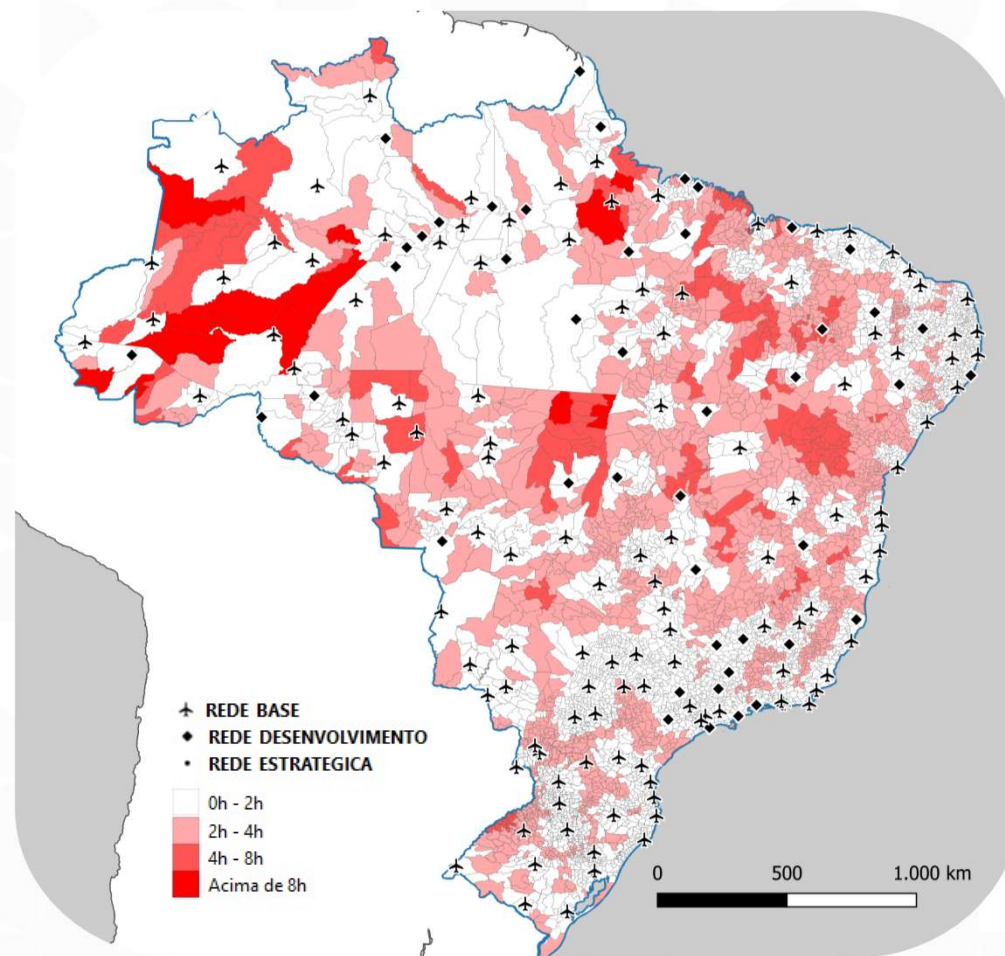 REDE BASE
REDE DESENVOLVIMENTO
REDE ESTRATEGICA
0h - 2h
2h - 4h
4h - 8h
Acima de 8h
0 500 1.000 km